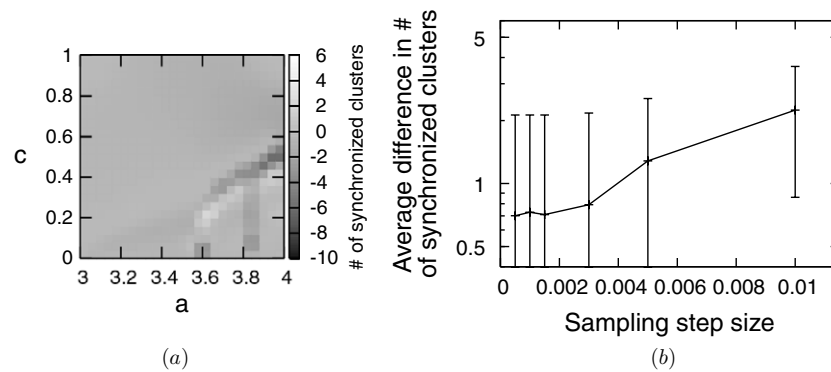 1
0.8
0.6
0.4
0.2
0
c
3 3.2 3.4 3.6 3.8 4
a
6
4
2
0
-2
-4
-6
-8
-10
# of synchronized clusters
(a)
Average difference in #
of synchronized clusters
5
1
0.5
0 0.002 0.004 0.006 0.008 0.01
Sampling step size
(b)